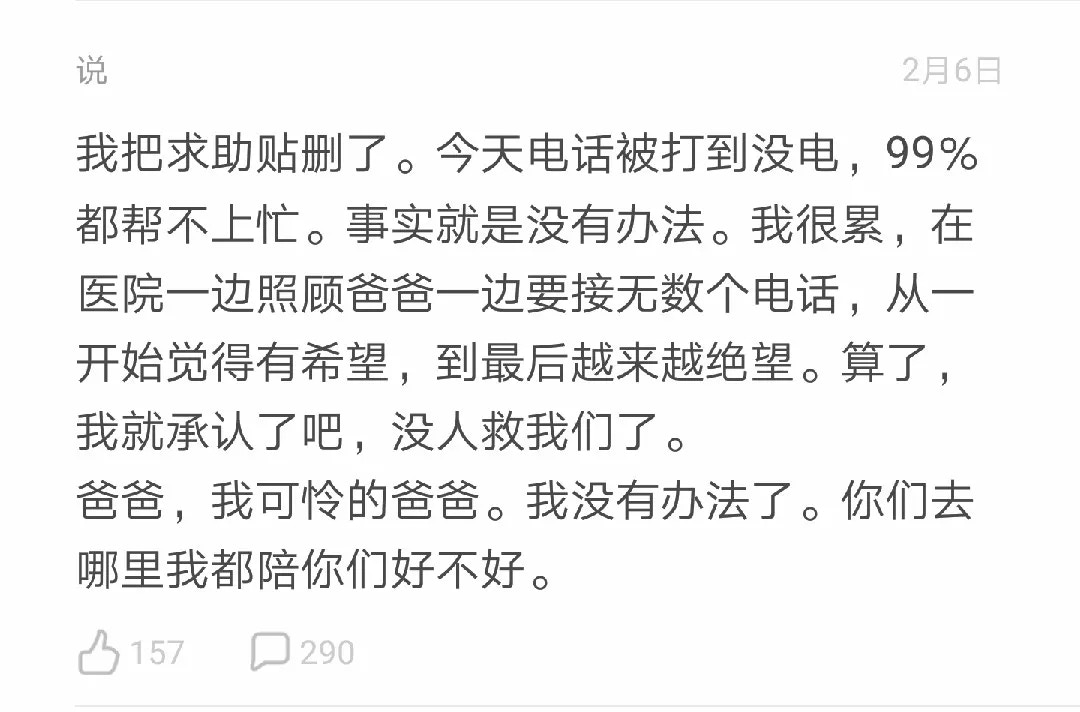 说
2月6日
我把求助贴删了。今天电话被打到没电，99%
都帮不上忙。事实就是没有办法。我很累，在
医院一边照顾爸爸一边要接无数个电话，从一
开始觉得有希望，到最后越来越绝望。算了，
我就承认了吧，没人救我们了。
爸爸，我可怜的爸爸。我没有办法了。你们去
哪里我都陪你们好不好。
157
290